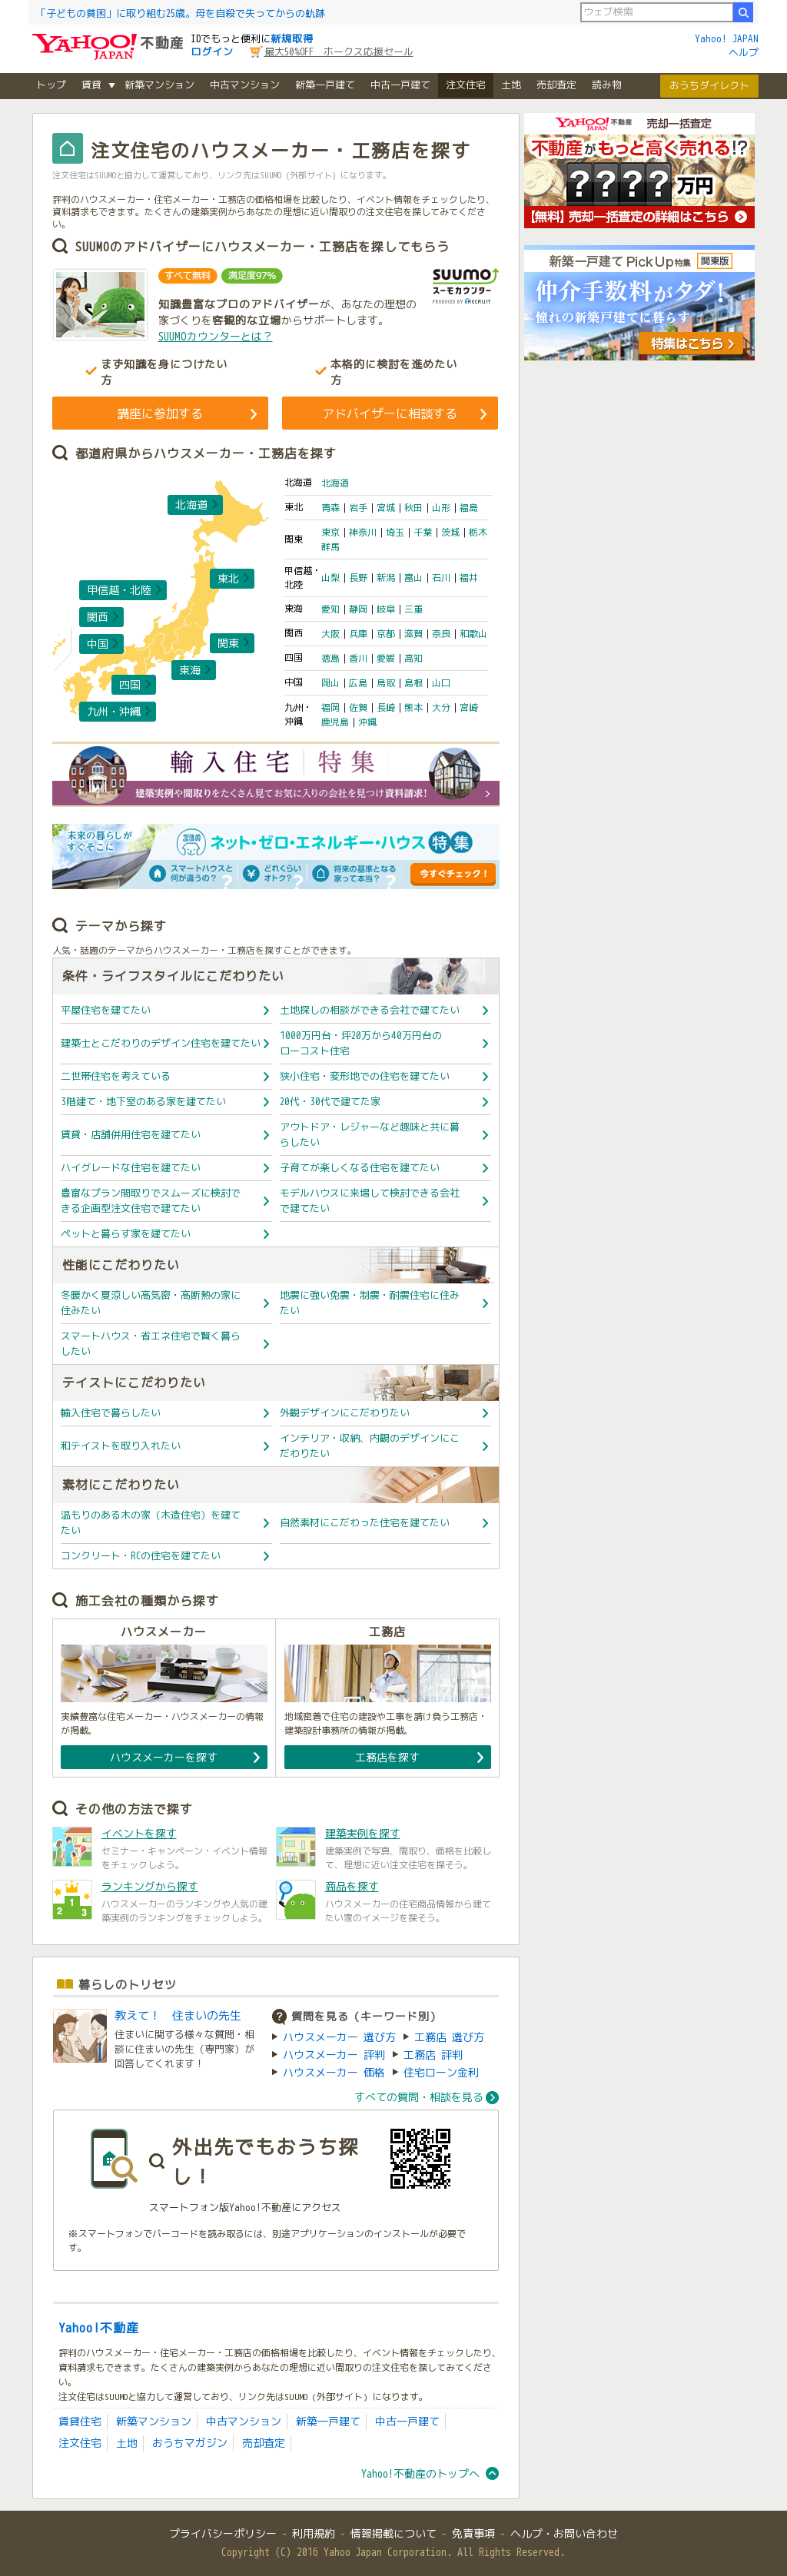 「子どもの貧困」に取り組む25歳。母を自殺で失ってからの軌跡
ウェブ検索
YAHOO! JAPAN 不動産
IDでもっと便利に新規取得
ログイン
最大50%OFF ホークス応援セール
Yahoo! JAPAN
ヘルプ
トップ 賃貸 ▼ 新築マンション 中古マンション 新築一戸建て 中古一戸建て 注文住宅 土地 売却査定 読み物 おうちダイレクト
注文住宅のハウスメーカー・工務店を探す
注文住宅はSUUMOと協力して運営しており、リンク先はSUUMO（外部サイト）になります。
評判のハウスメーカー・住宅メーカー・工務店の価格相場を比較したり、イベント情報をチェックしたり、
資料請求もできます。たくさんの建築実例からあなたの理想に近い間取りの注文住宅を探してみてくださ
い。
YAHOO! JAPAN 不動産 売却一括査定
不動産がもっと高く売れる!?
????万円
【無料】売却一括査定の詳細はこちら
新築一戸建て Pick Up特集 関東版
仲介手数料がタダ!
憧れの新築戸建てに暮らす
特集はこちら
SUUMOのアドバイザーにハウスメーカー・工務店を探してもらう
すべて無料 満足度97%
知識豊富なプロのアドバイザーが、あなたの理想の
家づくりを客観的な立場からサポートします。
SUUMOカウンターとは？
SUUMO
スーモカウンター
PRODUCED BY RECRUIT
まず知識を身につけたい
方
本格的に検討を進めたい
方
講座に参加する
アドバイザーに相談する
都道府県からハウスメーカー・工務店を探す
北海道
東北
甲信越・北陸
関西
中国
関東
東海
四国
九州・沖縄
北海道 北海道
東北 青森 | 岩手 | 宮城 | 秋田 | 山形 | 福島
関東 東京 | 神奈川 | 埼玉 | 千葉 | 茨城 | 栃木
群馬
甲信越・
北陸 山梨 | 長野 | 新潟 | 富山 | 石川 | 福井
東海 愛知 | 静岡 | 岐阜 | 三重
関西 大阪 | 兵庫 | 京都 | 滋賀 | 奈良 | 和歌山
四国 徳島 | 香川 | 愛媛 | 高知
中国 岡山 | 広島 | 鳥取 | 島根 | 山口
九州・
沖縄 福岡 | 佐賀 | 長崎 | 熊本 | 大分 | 宮崎
鹿児島 | 沖縄
輸入住宅 特集
建築実例や間取りをたくさん見てお気に入りの会社を見つけ資料請求!
未来の暮らしが
すぐそこに
ネット・ゼロ・エネルギー・ハウス特集
スマートハウスと
何が違うの？
どれくらい
オトク？
将来の基準となる
家って本当？
今すぐチェック！
テーマから探す
人気・話題のテーマからハウスメーカー・工務店を探すことができます。
条件・ライフスタイルにこだわりたい
平屋住宅を建てたい
土地探しの相談ができる会社で建てたい
建築士とこだわりのデザイン住宅を建てたい
1000万円台・坪20万から40万円台の
ローコスト住宅
二世帯住宅を考えている
狭小住宅・変形地での住宅を建てたい
3階建て・地下室のある家を建てたい
20代・30代で建てた家
賃貸・店舗併用住宅を建てたい
アウトドア・レジャーなど趣味と共に暮
らしたい
ハイグレードな住宅を建てたい
子育てが楽しくなる住宅を建てたい
豊富なプラン間取りでスムーズに検討で
きる企画型注文住宅で建てたい
モデルハウスに来場して検討できる会社
で建てたい
ペットと暮らす家を建てたい
性能にこだわりたい
冬暖かく夏涼しい高気密・高断熱の家に
住みたい
地震に強い免震・制震・耐震住宅に住み
たい
スマートハウス・省エネ住宅で賢く暮ら
したい
テイストにこだわりたい
輸入住宅で暮らしたい
外観デザインにこだわりたい
和テイストを取り入れたい
インテリア・収納、内観のデザインにこ
だわりたい
素材にこだわりたい
温もりのある木の家（木造住宅）を建て
たい
自然素材にこだわった住宅を建てたい
コンクリート・RCの住宅を建てたい
施工会社の種類から探す
ハウスメーカー
実績豊富な住宅メーカー・ハウスメーカーの情報
が掲載。
ハウスメーカーを探す
工務店
地域密着で住宅の建設や工事を請け負う工務店・
建築設計事務所の情報が掲載。
工務店を探す
その他の方法で探す
イベントを探す
セミナー・キャンペーン・イベント情報
をチェックしよう。
建築実例を探す
建築実例で写真、間取り、価格を比較し
て、理想に近い注文住宅を探そう。
ランキングから探す
ハウスメーカーのランキングや人気の建
築実例のランキングをチェックしよう。
商品を探す
ハウスメーカーの住宅商品情報から建て
たい家のイメージを探そう。
暮らしのトリセツ
教えて！ 住まいの先生
住まいに関する様々な質問・相
談に住まいの先生（専門家）が
回答してくれます！
質問を見る（キーワード別）
ハウスメーカー 選び方 工務店 選び方
ハウスメーカー 評判 工務店 評判
ハウスメーカー 価格 住宅ローン金利
すべての質問・相談を見る
外出先でもおうち探
し！
スマートフォン版Yahoo!不動産にアクセス
※スマートフォンでバーコードを読み取るには、別途アプリケーションのインストールが必要で
す。
Yahoo!不動産
評判のハウスメーカー・住宅メーカー・工務店の価格相場を比較したり、イベント情報をチェックしたり、
資料請求もできます。たくさんの建築実例からあなたの理想に近い間取りの注文住宅を探してみてくださ
い。
注文住宅はSUUMOと協力して運営しており、リンク先はSUUMO（外部サイト）になります。
賃貸住宅 新築マンション 中古マンション 新築一戸建て 中古一戸建て
注文住宅 土地 おうちマガジン 売却査定
Yahoo!不動産のトップへ
プライバシーポリシー - 利用規約 - 情報掲載について - 免責事項 - ヘルプ・お問い合わせ
Copyright (C) 2016 Yahoo Japan Corporation. All Rights Reserved.